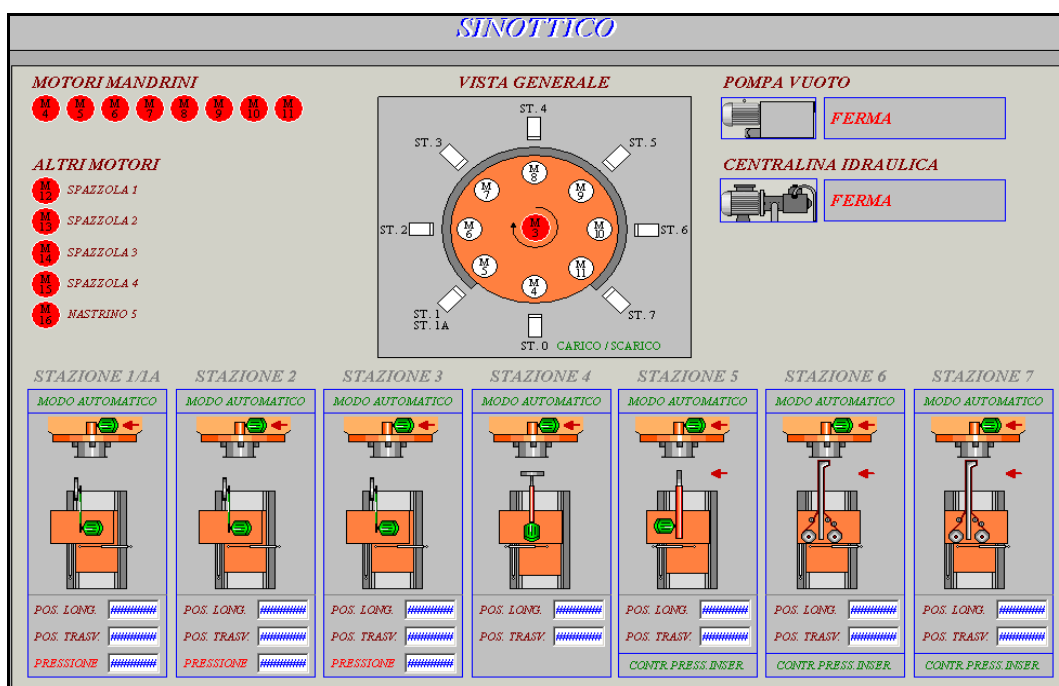 SINOTTICO
MOTORI MANDRINI
M 4 M 5 M 6 M 7 M 8 M 9 M 10 M 11
ALTRI MOTORI
M 12 SPAZZOLA 1
M 13 SPAZZOLA 2
M 14 SPAZZOLA 3
M 15 SPAZZOLA 4
M 16 NASTRINO 5
VISTA GENERALE
ST. 4
ST. 3 ST. 5
M 8
M 7 M 9
ST. 2 M 6 M 3 M 10 ST. 6
M 5 M 11
M 4
ST. 1 ST. 7
ST. 1A
ST. 0 CARICO / SCARICO
POMPA VUOTO
FERMA
CENTRALINA IDRAULICA
FERMA
STAZIONE 1/1A STAZIONE 2 STAZIONE 3 STAZIONE 4 STAZIONE 5 STAZIONE 6 STAZIONE 7
MODO AUTOMATICO MODO AUTOMATICO MODO AUTOMATICO MODO AUTOMATICO MODO AUTOMATICO MODO AUTOMATICO MODO AUTOMATICO
POS. LONG. ########## POS. LONG. ########## POS. LONG. ########## POS. LONG. ########## POS. LONG. ########## POS. LONG. ########## POS. LONG. ##########
POS. TRASV. ########## POS. TRASV. ########## POS. TRASV. ########## POS. TRASV. ########## POS. TRASV. ########## POS. TRASV. ##########
PRESSIONE ########## PRESSIONE ########## PRESSIONE ########## CONTR.PRESS.INSER. CONTR.PRESS.INSER. CONTR.PRESS.INSER.